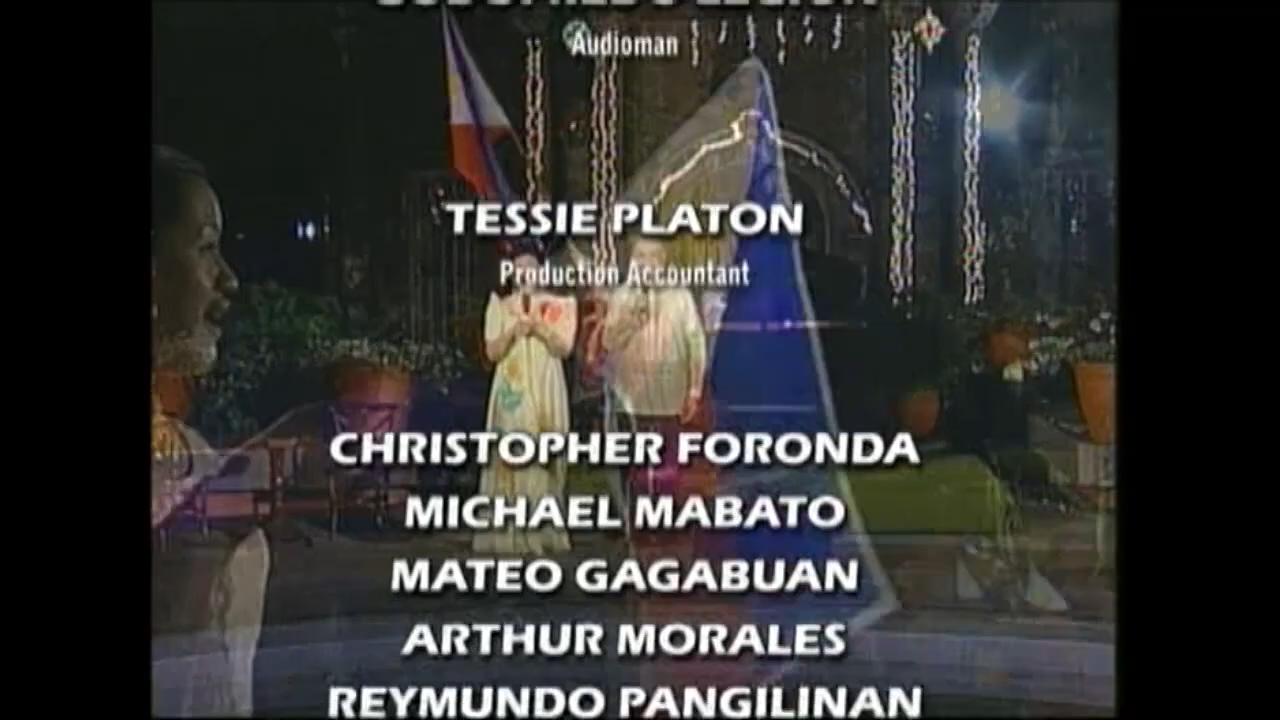 Audioman
TESSIE PLATON
Production Accountant
CHRISTOPHER FORONDA
MICHAEL MABATO
MATEO GAGABUAN
ARTHUR MORALES
REYMUNDO PANGILINAN